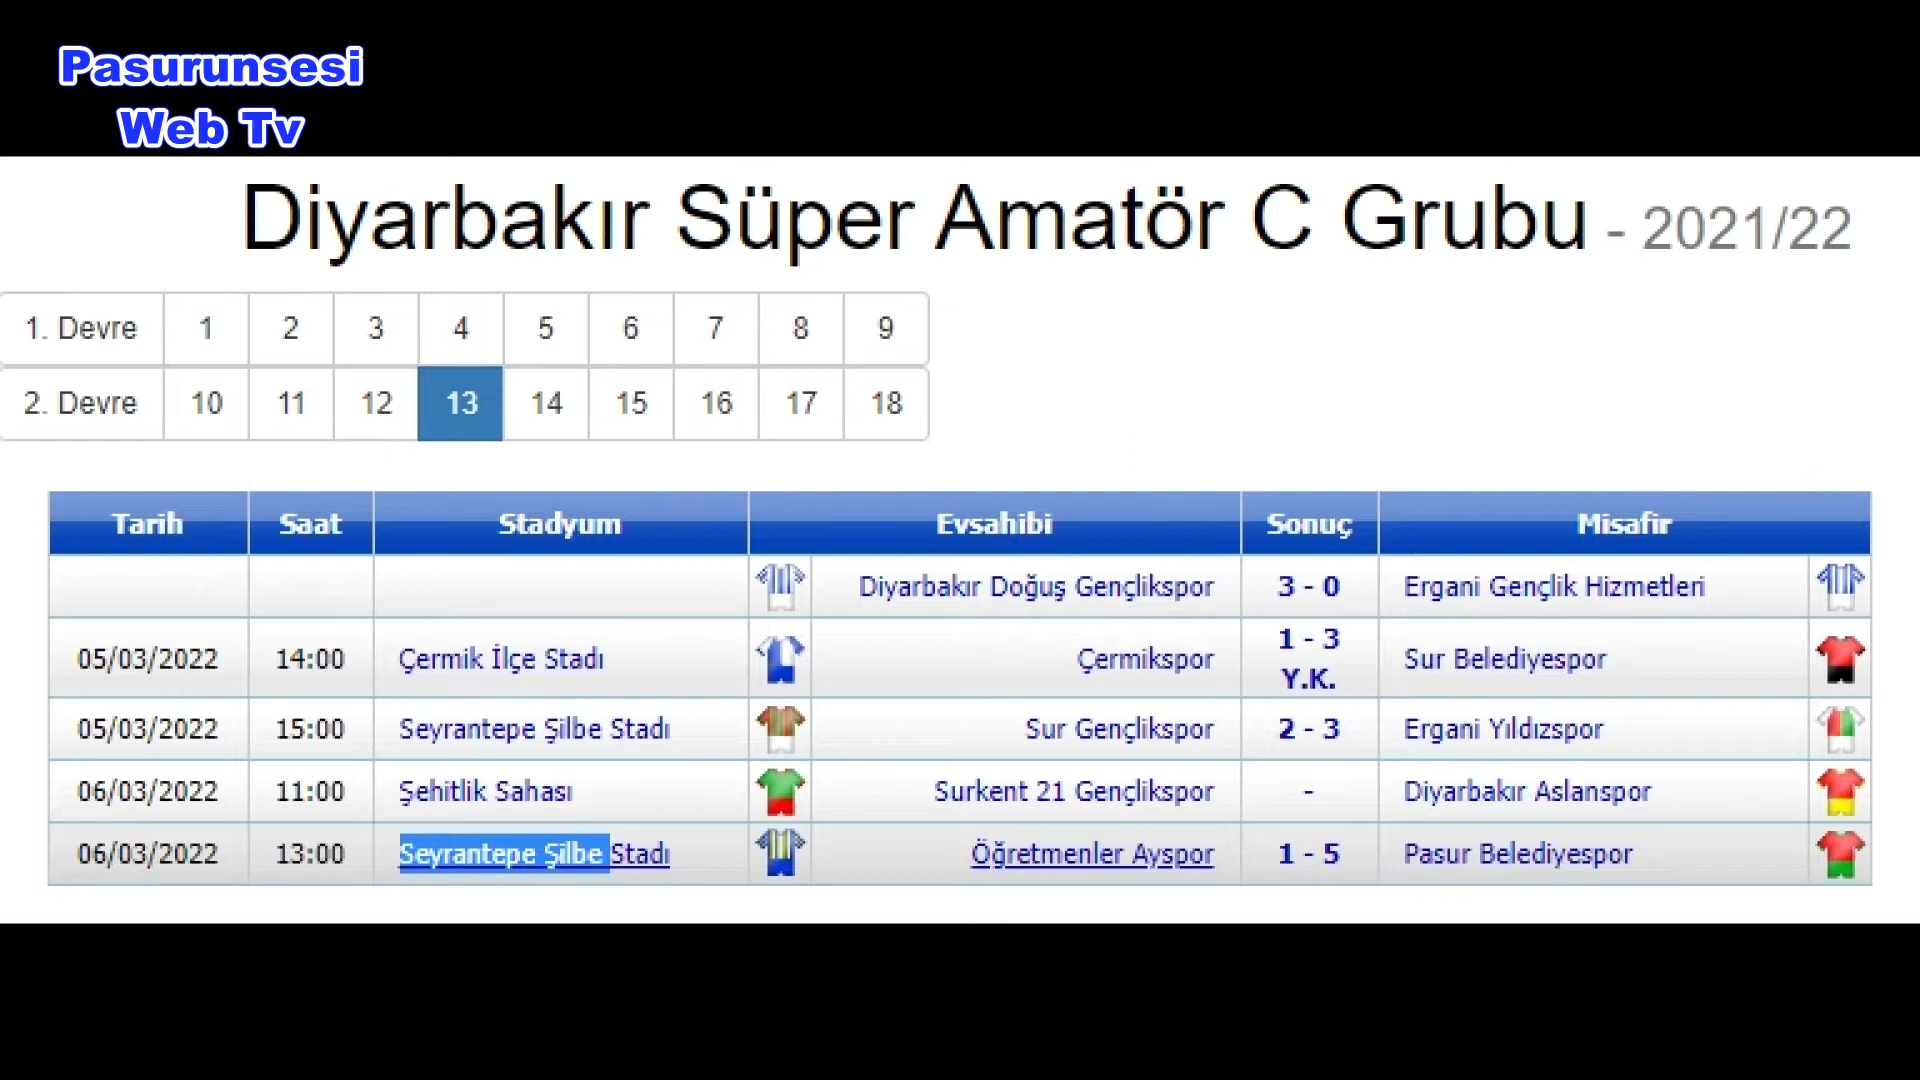 Pasurunsesi
Web Tv
Diyarbakır Süper Amatör C Grubu - 2021/22
1. Devre 1 2 3 4 5 6 7 8 9
2. Devre 10 11 12 13 14 15 16 17 18
Tarih Saat Stadyum Evsahibi Sonuç Misafir
Diyarbakır Doğuş Gençlikspor 3 - 0 Ergani Gençlik Hizmetleri
05/03/2022 14:00 Çermik İlçe Stadı Çermikspor 1 - 3 Y.K. Sur Belediyespor
05/03/2022 15:00 Seyrantepe Şilbe Stadı Sur Gençlikspor 2 - 3 Ergani Yıldızspor
06/03/2022 11:00 Şehitlik Sahası Surkent 21 Gençlikspor - Diyarbakır Aslanspor
06/03/2022 13:00 Seyrantepe Şilbe Stadı Öğretmenler Ayspor 1 - 5 Pasur Belediyespor